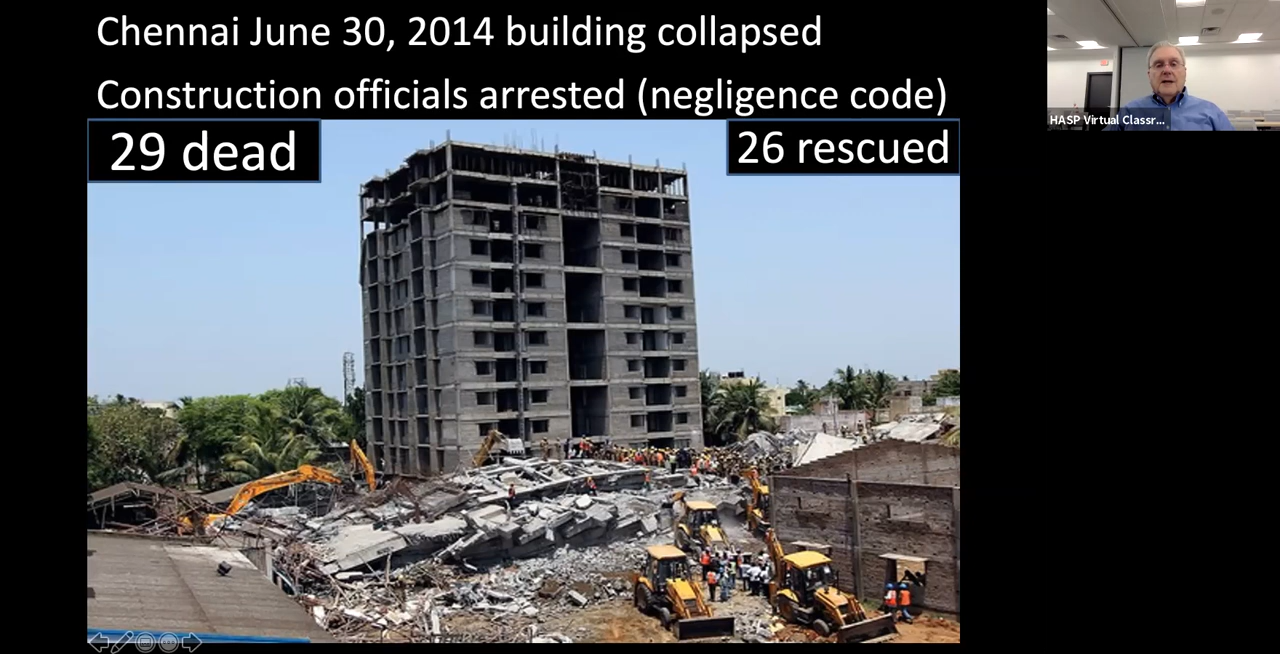 Chennai June 30, 2014 building collapsed
Construction officials arrested (negligence code)
29 dead
26 rescued
HASP Virtual Classr...